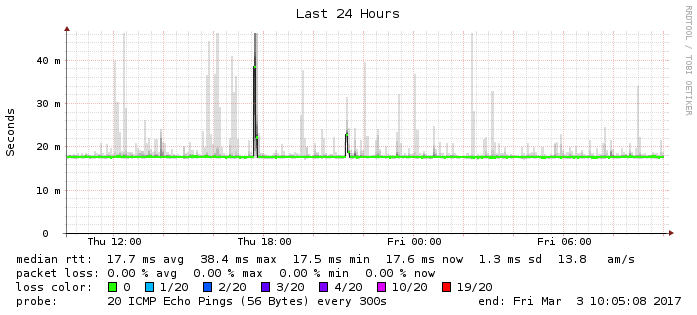 Last 24 Hours
RRDTOOL / TOBI OETIKER
Seconds
40 m
30 m
20 m
10 m
0
Thu 12:00 Thu 18:00 Fri 00:00 Fri 06:00
median rtt: 17.7 ms avg 38.4 ms max 17.5 ms min 17.6 ms now 1.3 ms sd 13.8 am/s
packet loss: 0.00 % avg 0.00 % max 0.00 % min 0.00 % now
loss color: 0 1/20 2/20 3/20 4/20 10/20 19/20
probe: 20 ICMP Echo Pings (56 Bytes) every 300s end: Fri Mar 3 10:05:08 2017